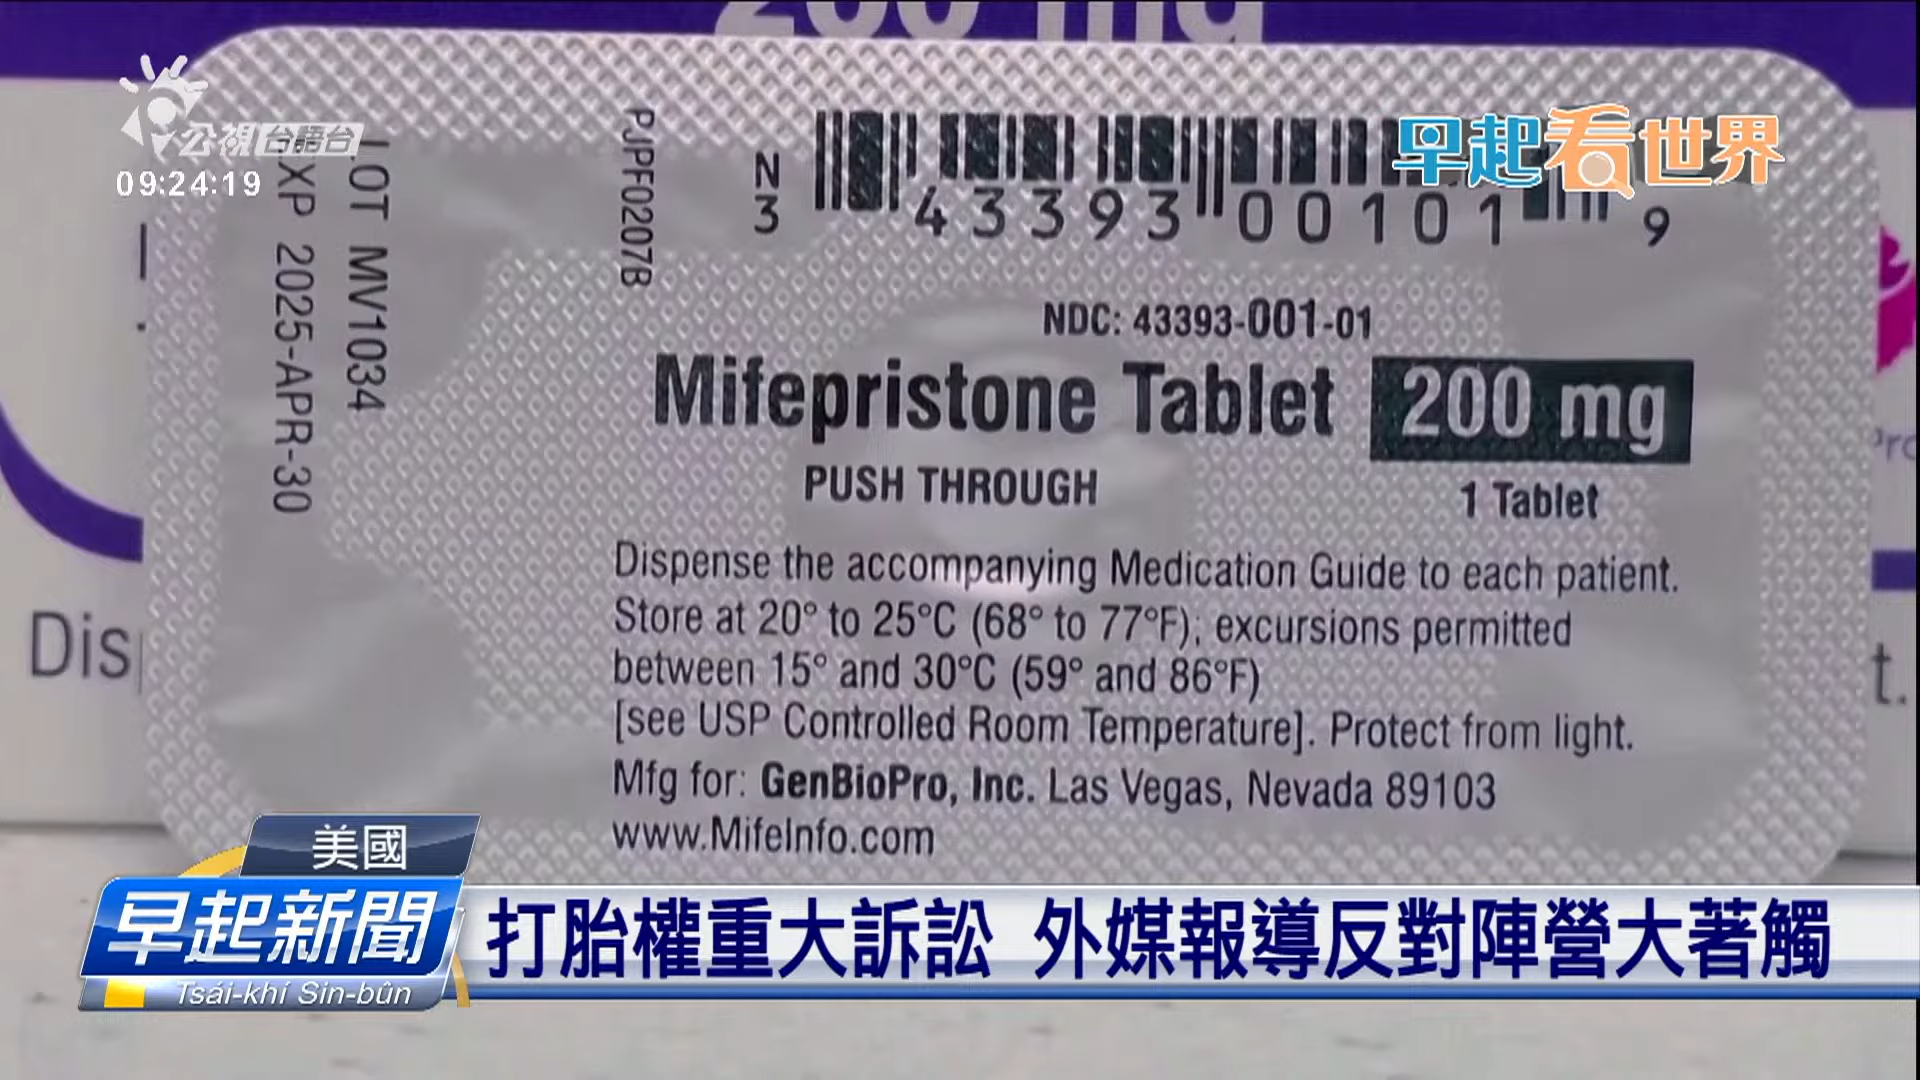 200 mg
公視台語台
09:24:19
早起看世界
LOT MV1034
EXP 2025-APR-30
PJPF0207B
N
3
43393 00101 9
NDC: 43393-001-01
Mifepristone Tablet 200 mg
PUSH THROUGH
1 Tablet
Dispense the accompanying Medication Guide to each patient.
Store at 20° to 25°C (68° to 77°F); excursions permitted
between 15° and 30°C (59° and 86°F)
[see USP Controlled Room Temperature]. Protect from light.
Mfg for: GenBioPro, Inc. Las Vegas, Nevada 89103
www.MifeInfo.com
美國
早起新聞
Tsái-khí Sin-bûn
打胎權重大訴訟 外媒報導反對陣營大著觸